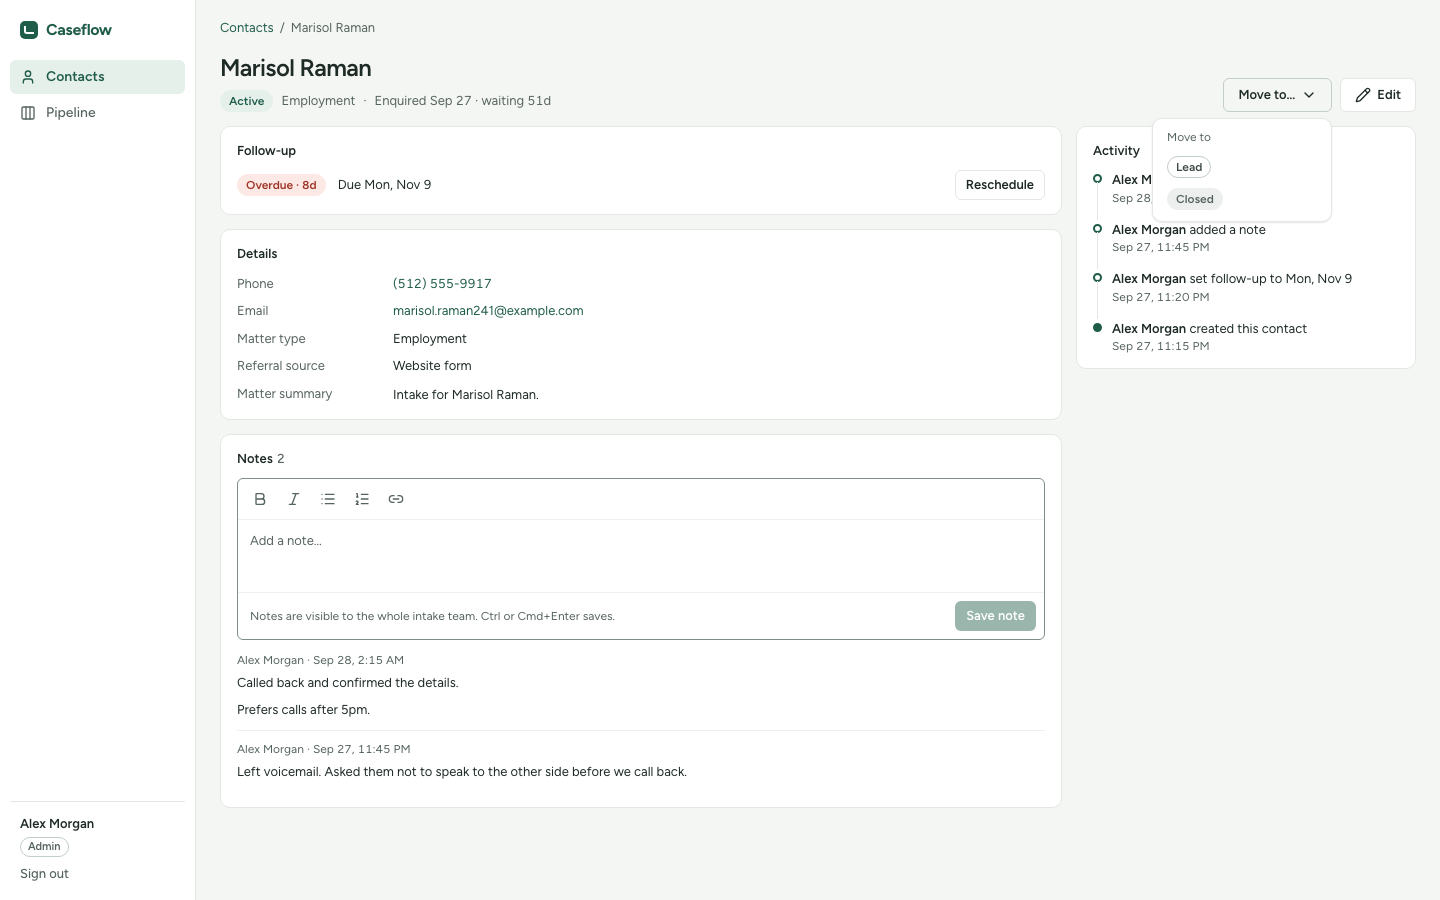 Caseflow
Contacts
Pipeline
Alex Morgan
Admin
Sign out
Contacts / Marisol Raman
Marisol Raman
Active Employment · Enquired Sep 27 · waiting 51d
Move to... Edit
Move to
Lead
Closed
Follow-up
Overdue · 8d Due Mon, Nov 9 Reschedule
Details
Phone (512) 555-9917
Email marisol.raman241@example.com
Matter type Employment
Referral source Website form
Matter summary Intake for Marisol Raman.
Notes 2
Add a note...
Notes are visible to the whole intake team. Ctrl or Cmd+Enter saves. Save note
Alex Morgan · Sep 28, 2:15 AM
Called back and confirmed the details.
Prefers calls after 5pm.
Alex Morgan · Sep 27, 11:45 PM
Left voicemail. Asked them not to speak to the other side before we call back.
Activity
Alex M
Sep 28,
Alex Morgan added a note
Sep 27, 11:45 PM
Alex Morgan set follow-up to Mon, Nov 9
Sep 27, 11:20 PM
Alex Morgan created this contact
Sep 27, 11:15 PM